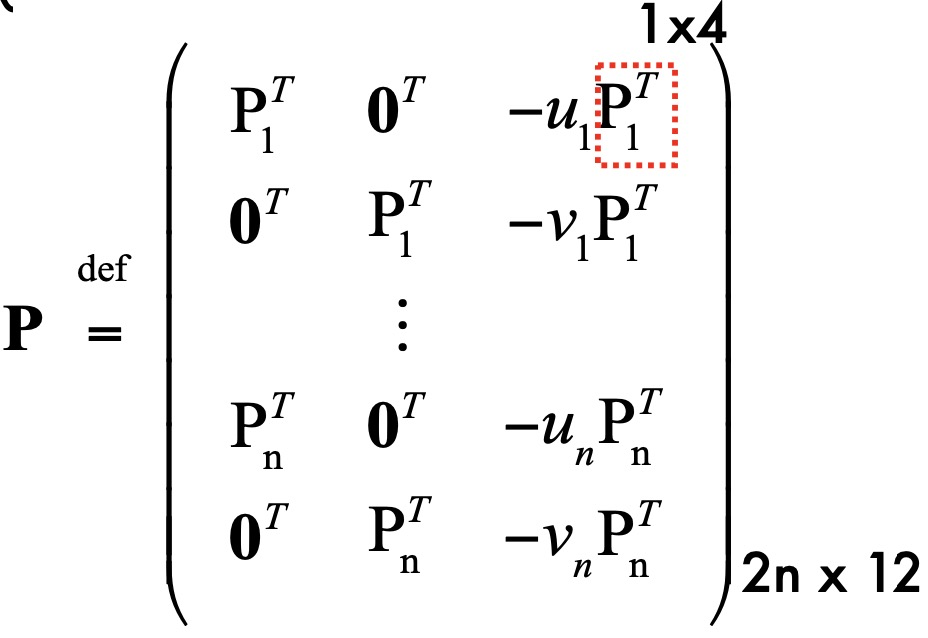 1x4
P₁ᵀ 0ᵀ −u₁P₁ᵀ
0ᵀ P₁ᵀ −v₁P₁ᵀ
def
P =
⋮
Pₙᵀ 0ᵀ −uₙPₙᵀ
0ᵀ Pₙᵀ −vₙPₙᵀ
2n x 12